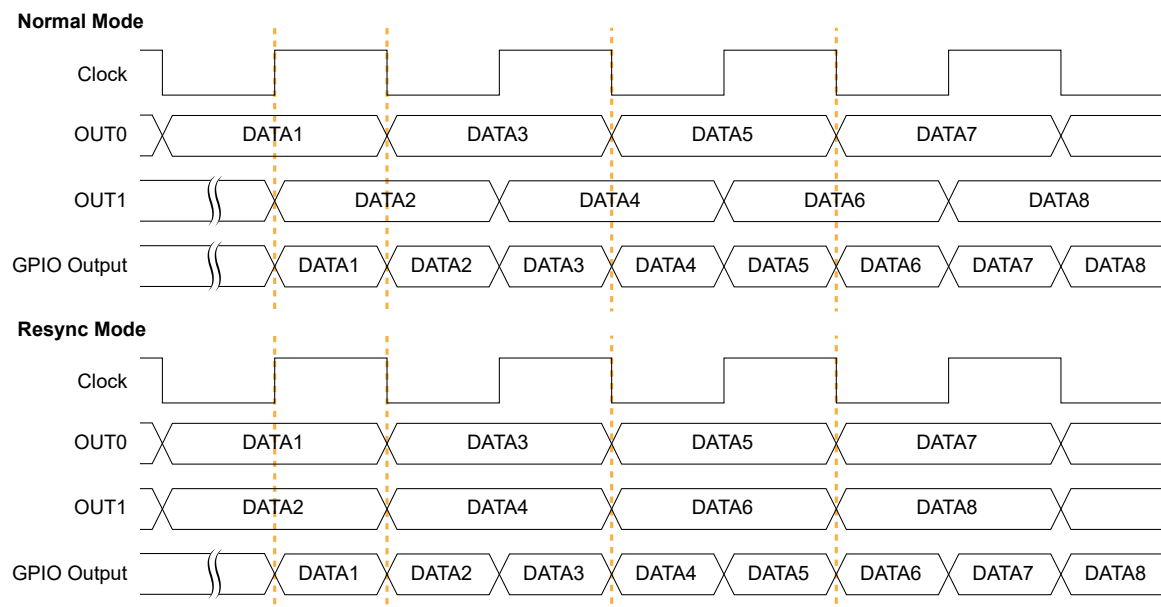 Normal Mode
Clock
OUT0 DATA1 DATA3 DATA5 DATA7
OUT1 DATA2 DATA4 DATA6 DATA8
GPIO Output DATA1 DATA2 DATA3 DATA4 DATA5 DATA6 DATA7 DATA8
Resync Mode
Clock
OUT0 DATA1 DATA3 DATA5 DATA7
OUT1 DATA2 DATA4 DATA6 DATA8
GPIO Output DATA1 DATA2 DATA3 DATA4 DATA5 DATA6 DATA7 DATA8